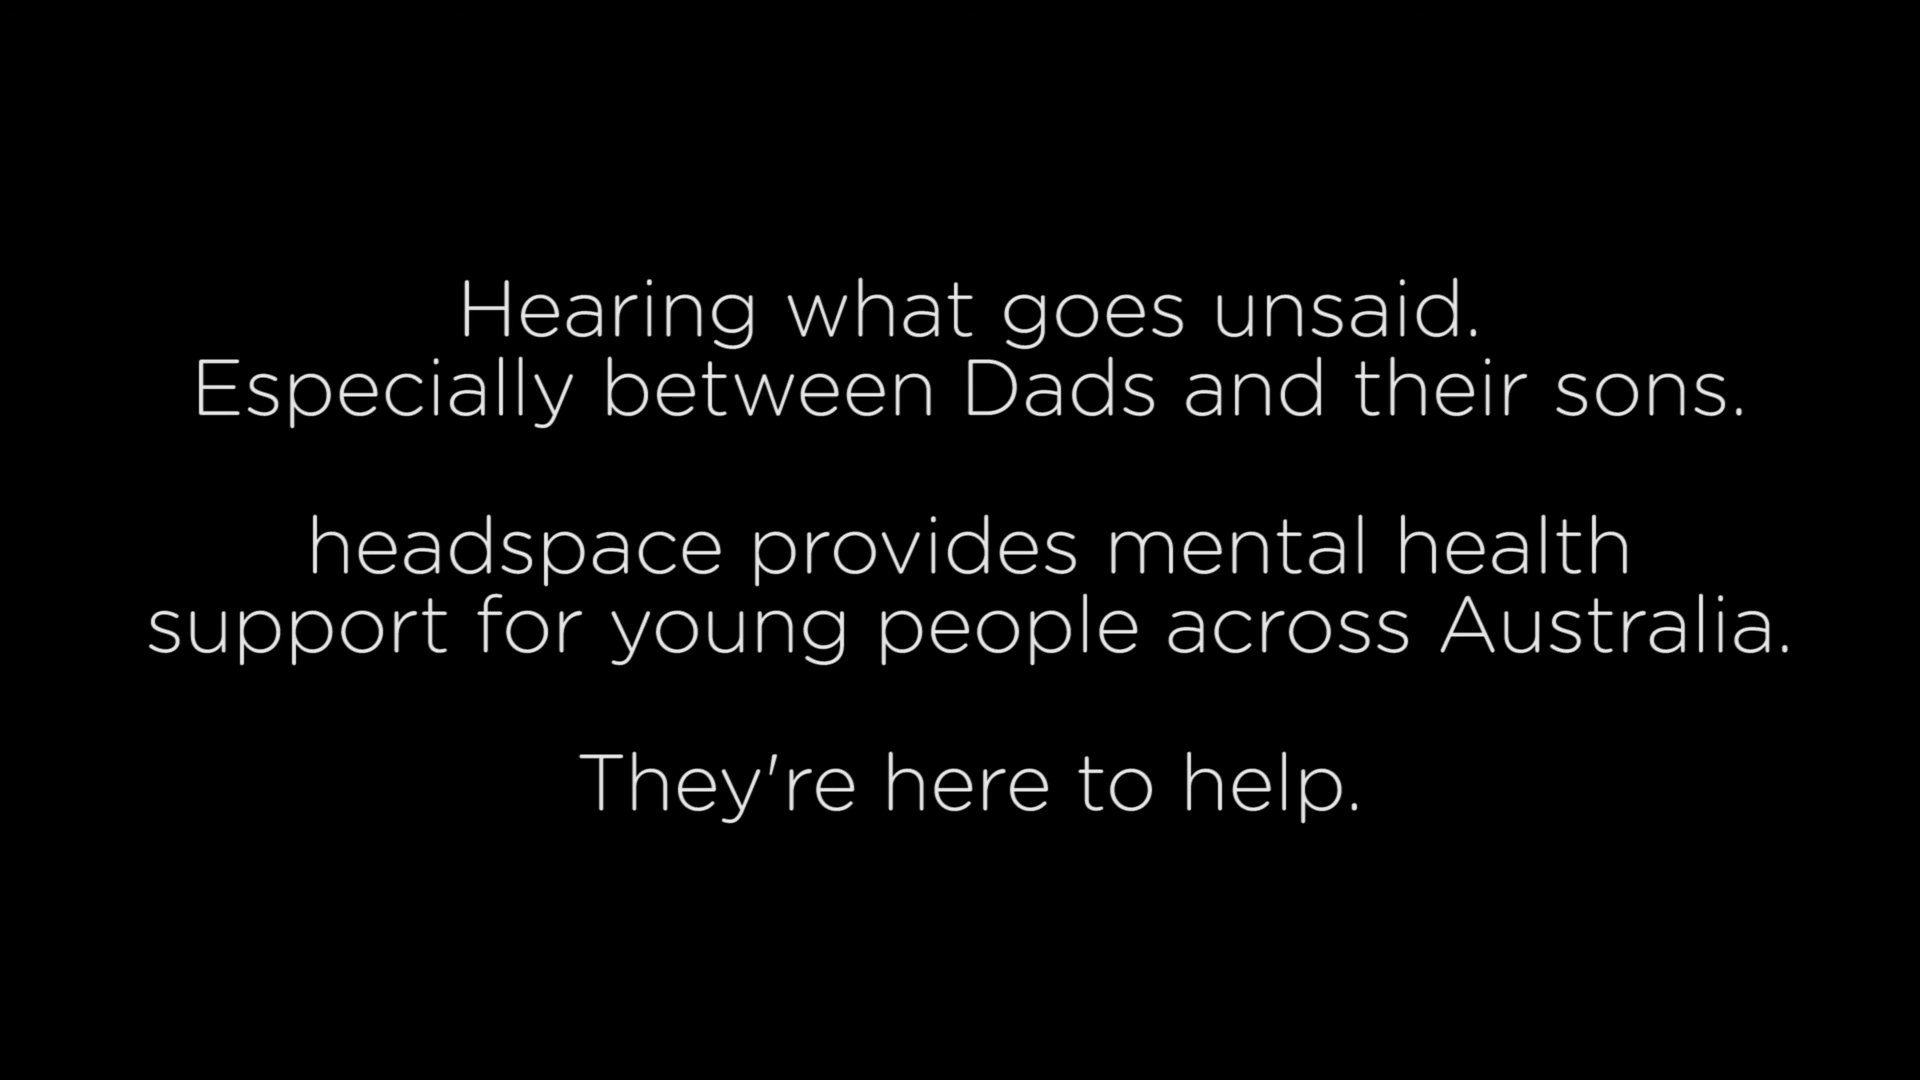 Hearing what goes unsaid.
Especially between Dads and their sons.
headspace provides mental health
support for young people across Australia.
They're here to help.